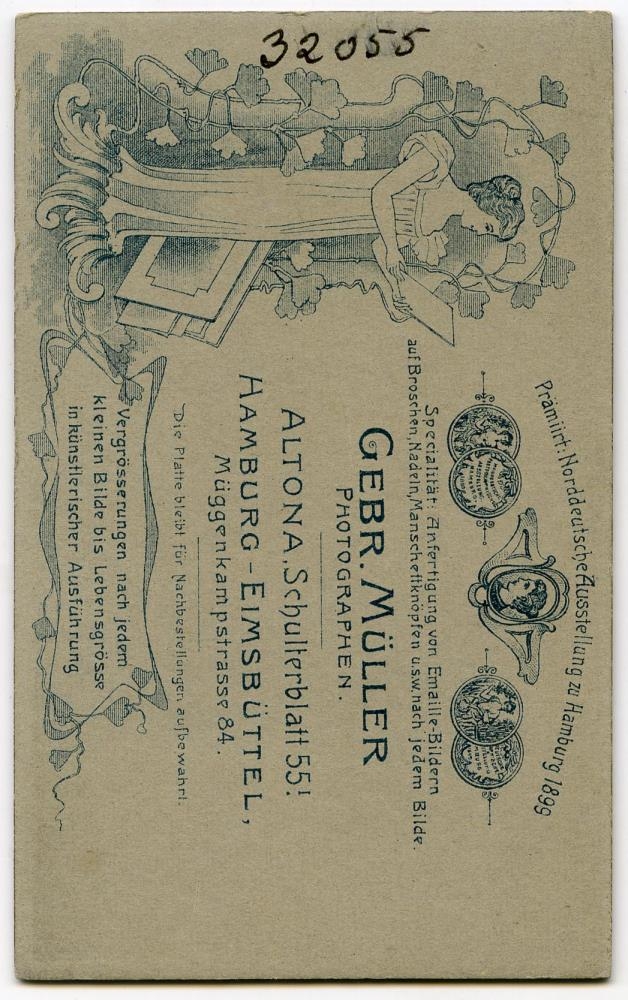 32055
Prämiirt: Norddeutsche Ausstellung zu Hamburg 1899
Specialität: Anfertigung von Emaille-Bildern
auf Broschen, Nadeln, Manschettknöpfen u.s.w. nach jedem Bilde.
GEBR. MÜLLER
PHOTOGRAPHEN.
ALTONA, Schulterblatt 55!
HAMBURG-EIMSBÜTTEL,
Müggenkampstrasse 84.
Die Platte bleibt für Nachbestellungen aufbewahrt.
Vergrösserungen nach jedem
kleinen Bilde bis Lebensgrösse
in künstlerischer Ausführung